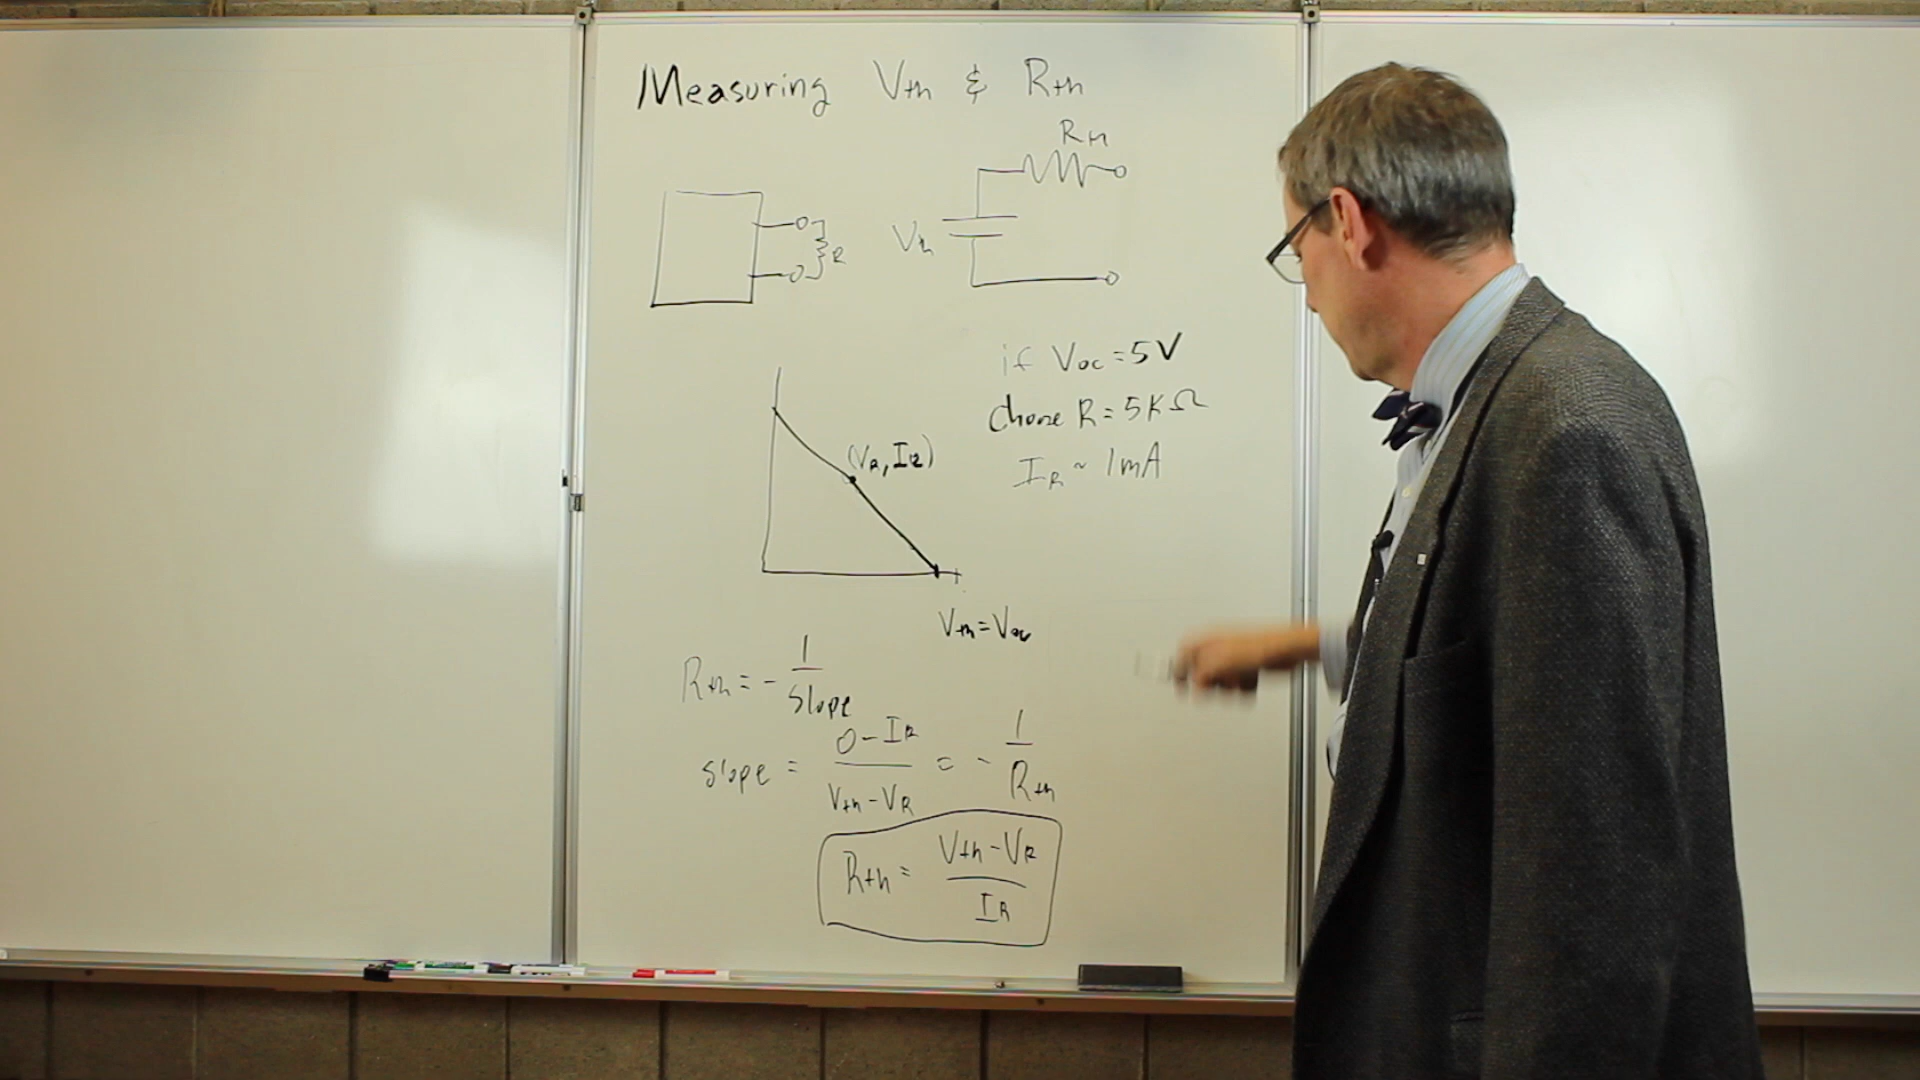 Measuring Vth & Rth
Rth
R
Vth
if Voc = 5V
Choose R = 5KΩ
(VR, IR)
IR ~ 1mA
Vth = Voc
Rth = - 1/slope
slope = (0 - IR)/(Vth - VR) = - 1/Rth
Rth = (Vth - VR)/IR